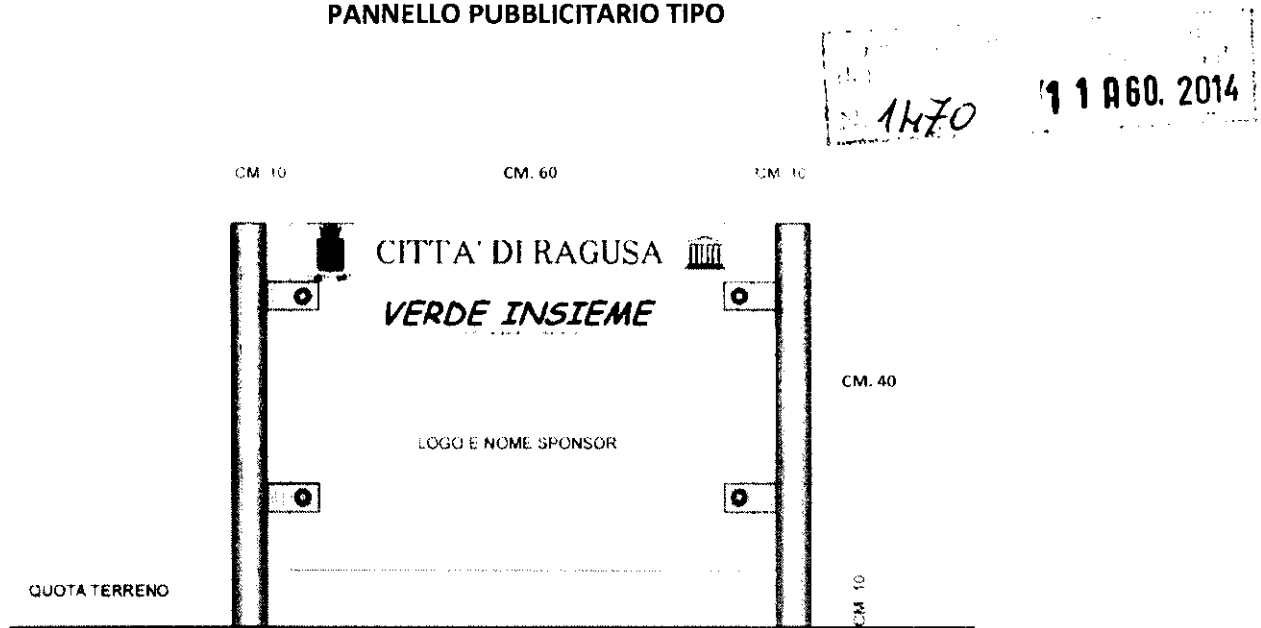 PANNELLO PUBBLICITARIO TIPO
1470
11 AGO. 2014
CM. 10
CM. 60
CM. 10
CITTA' DI RAGUSA
VERDE INSIEME
CM. 40
LOGO E NOME SPONSOR
QUOTA TERRENO
CM 10